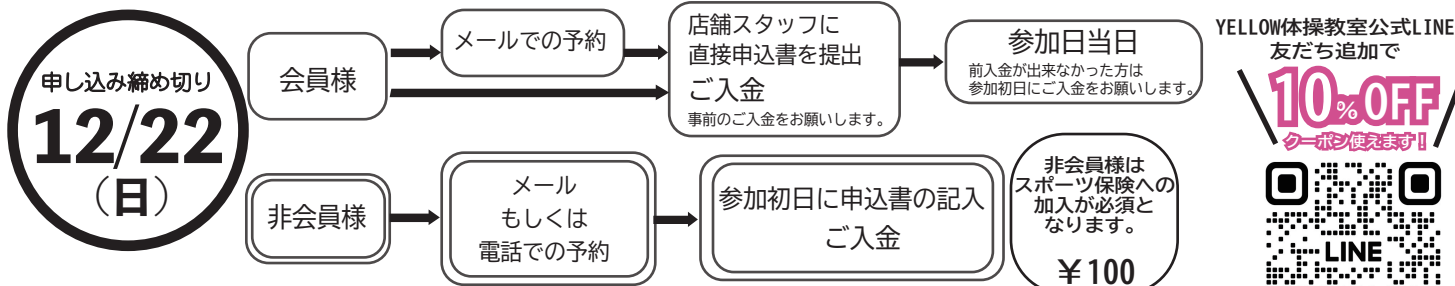 申し込み締め切り
12/22
（日）
会員様
メールでの予約
店舗スタッフに
直接申込書を提出
ご入金
事前のご入金をお願いします。
参加日当日
前入金が出来なかった方は
参加初日にご入金をお願いします。
非会員様
メール
もしくは
電話での予約
参加初日に申込書の記入
ご入金
非会員様は
スポーツ保険への
加入が必須と
なります。
￥100
YELLOW体操教室公式LINE
友だち追加で
10%OFF
クーポン使えます！
LINE